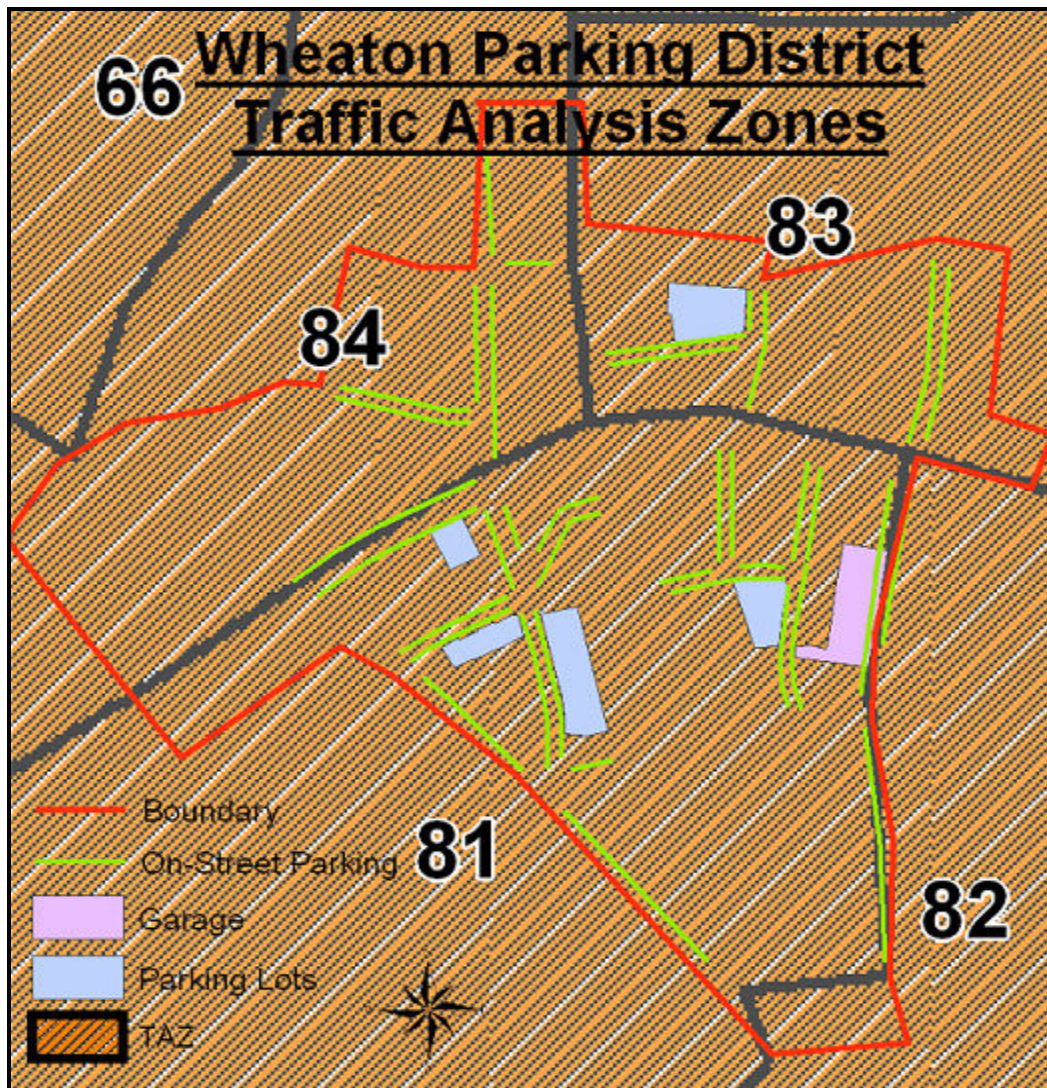 Wheaton Parking District
Traffic Analysis Zones
66
83
84
81
82
Boundary
On-Street Parking
Garage
Parking Lots
TAZ